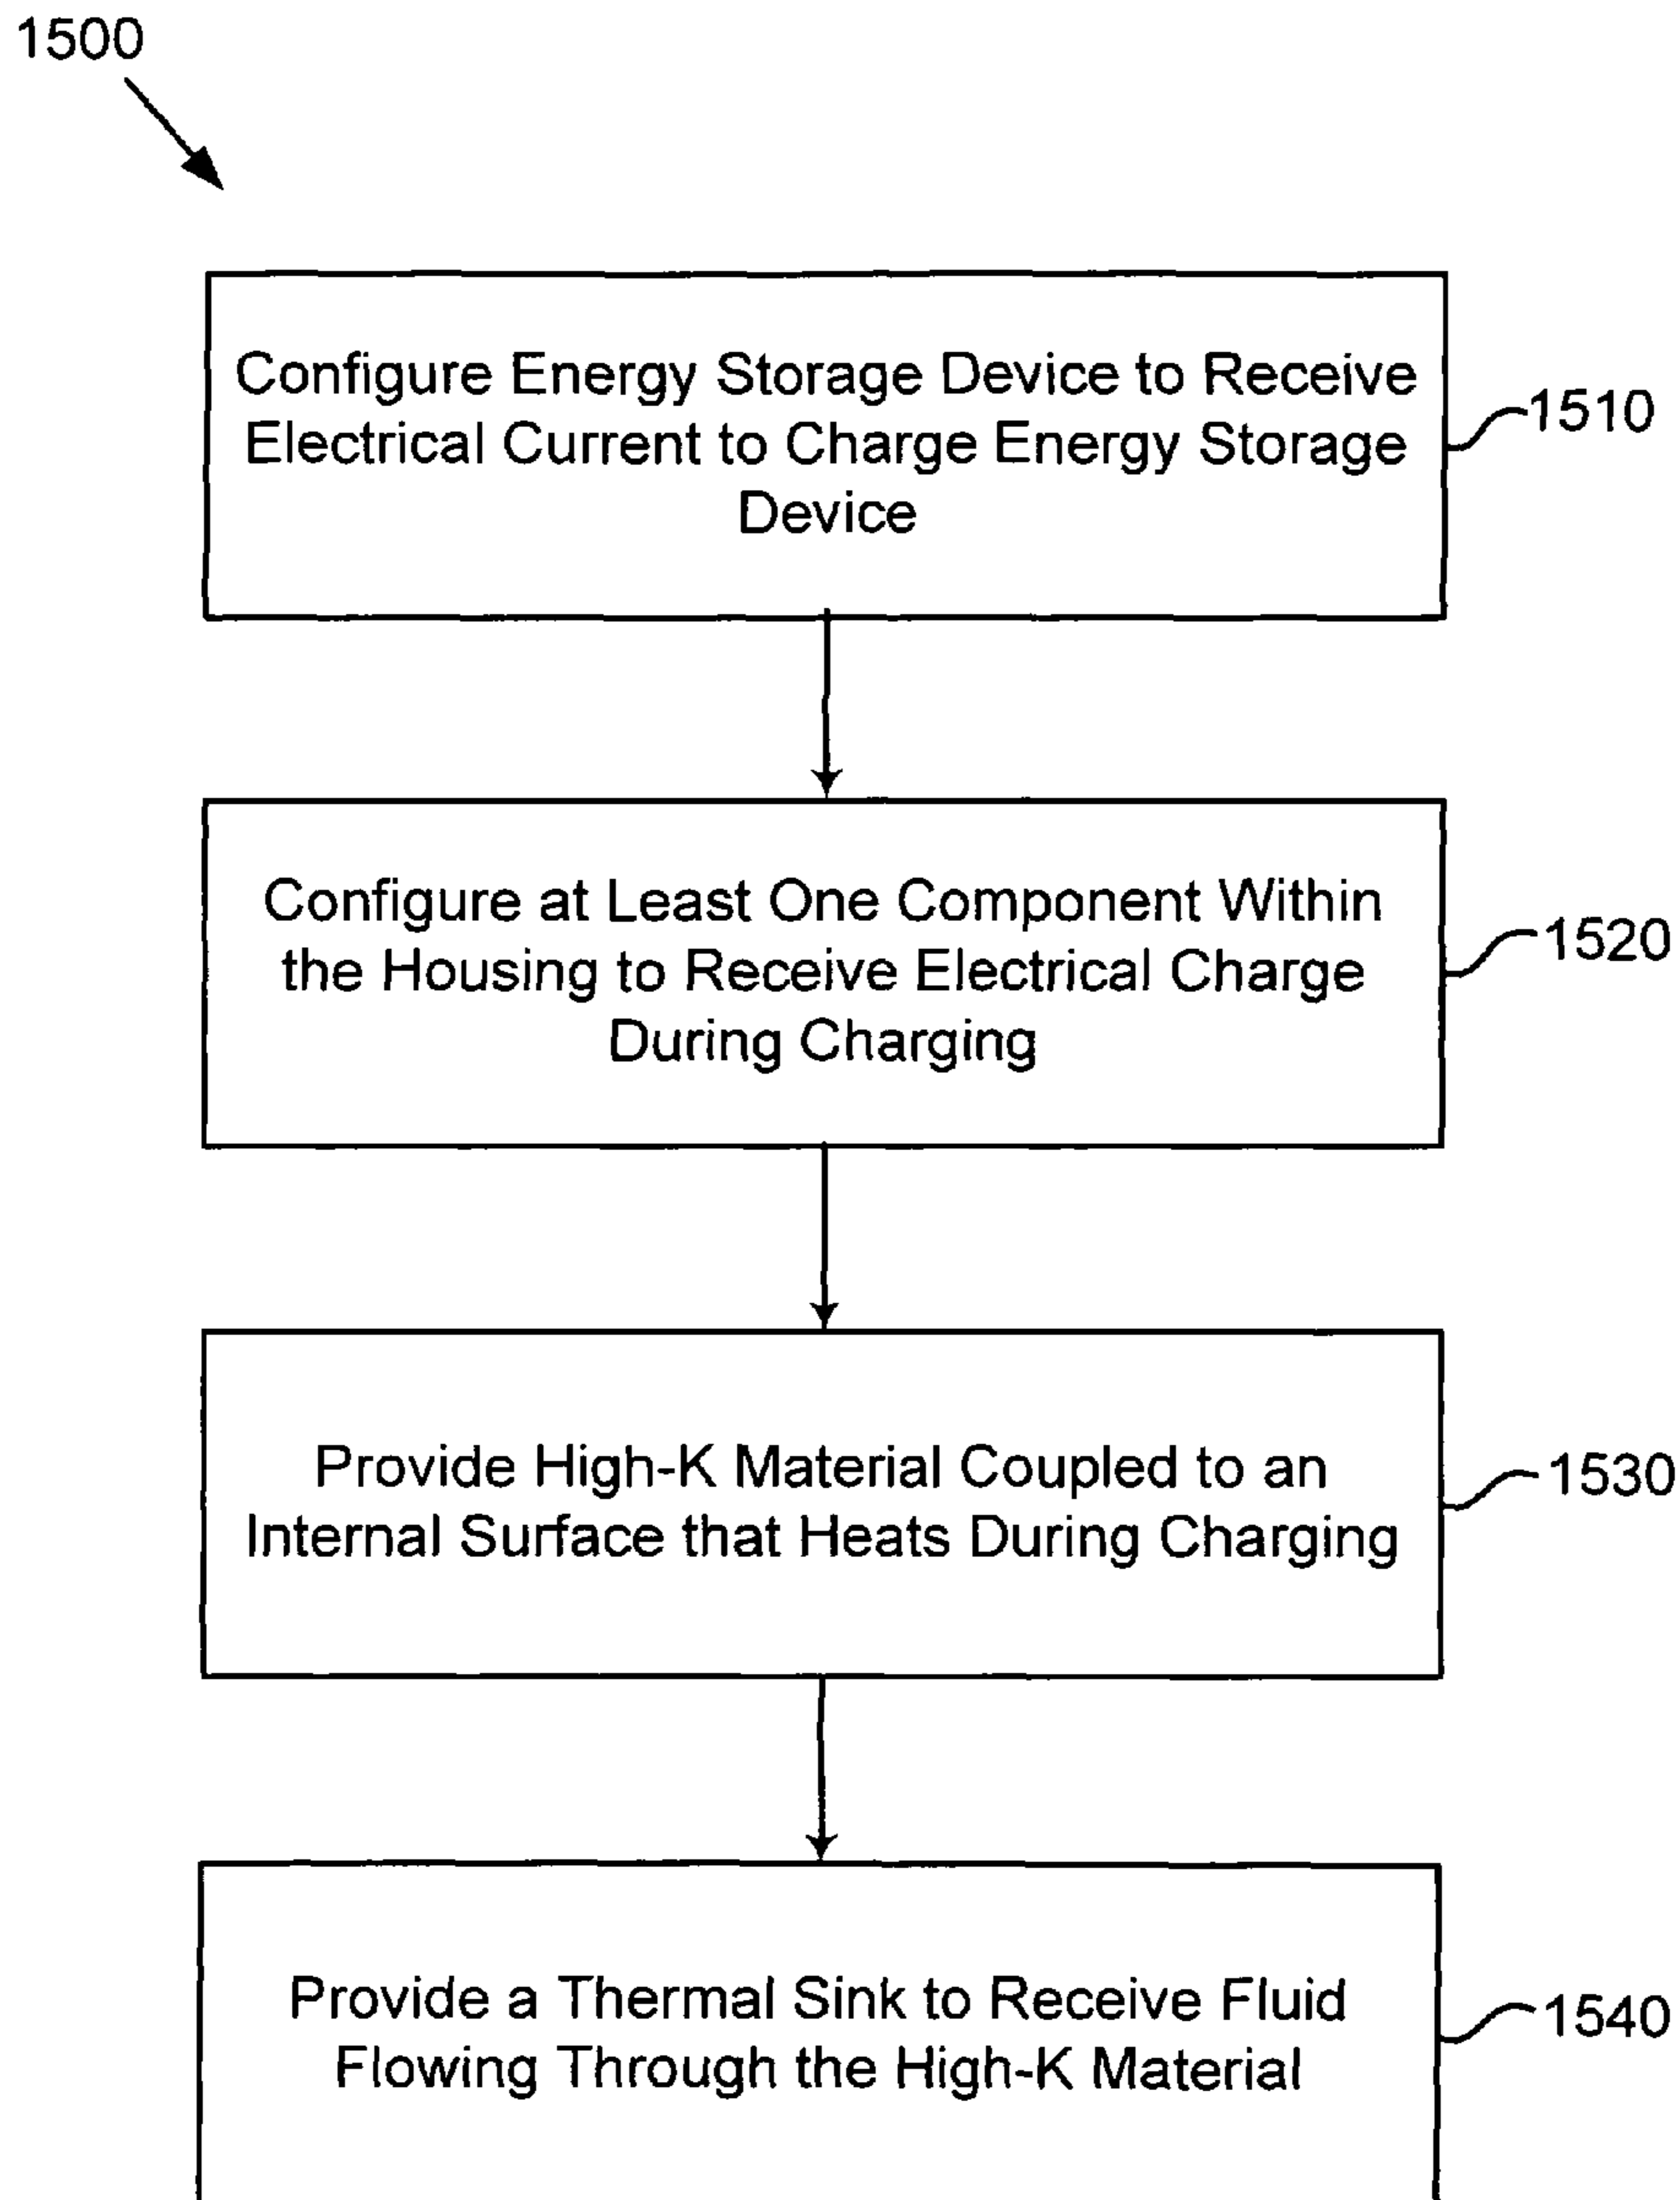 1500
Configure Energy Storage Device to Receive
Electrical Current to Charge Energy Storage
Device
1510
Configure at Least One Component Within
the Housing to Receive Electrical Charge
During Charging
1520
Provide High-K Material Coupled to an
Internal Surface that Heats During Charging
1530
Provide a Thermal Sink to Receive Fluid
Flowing Through the High-K Material
1540